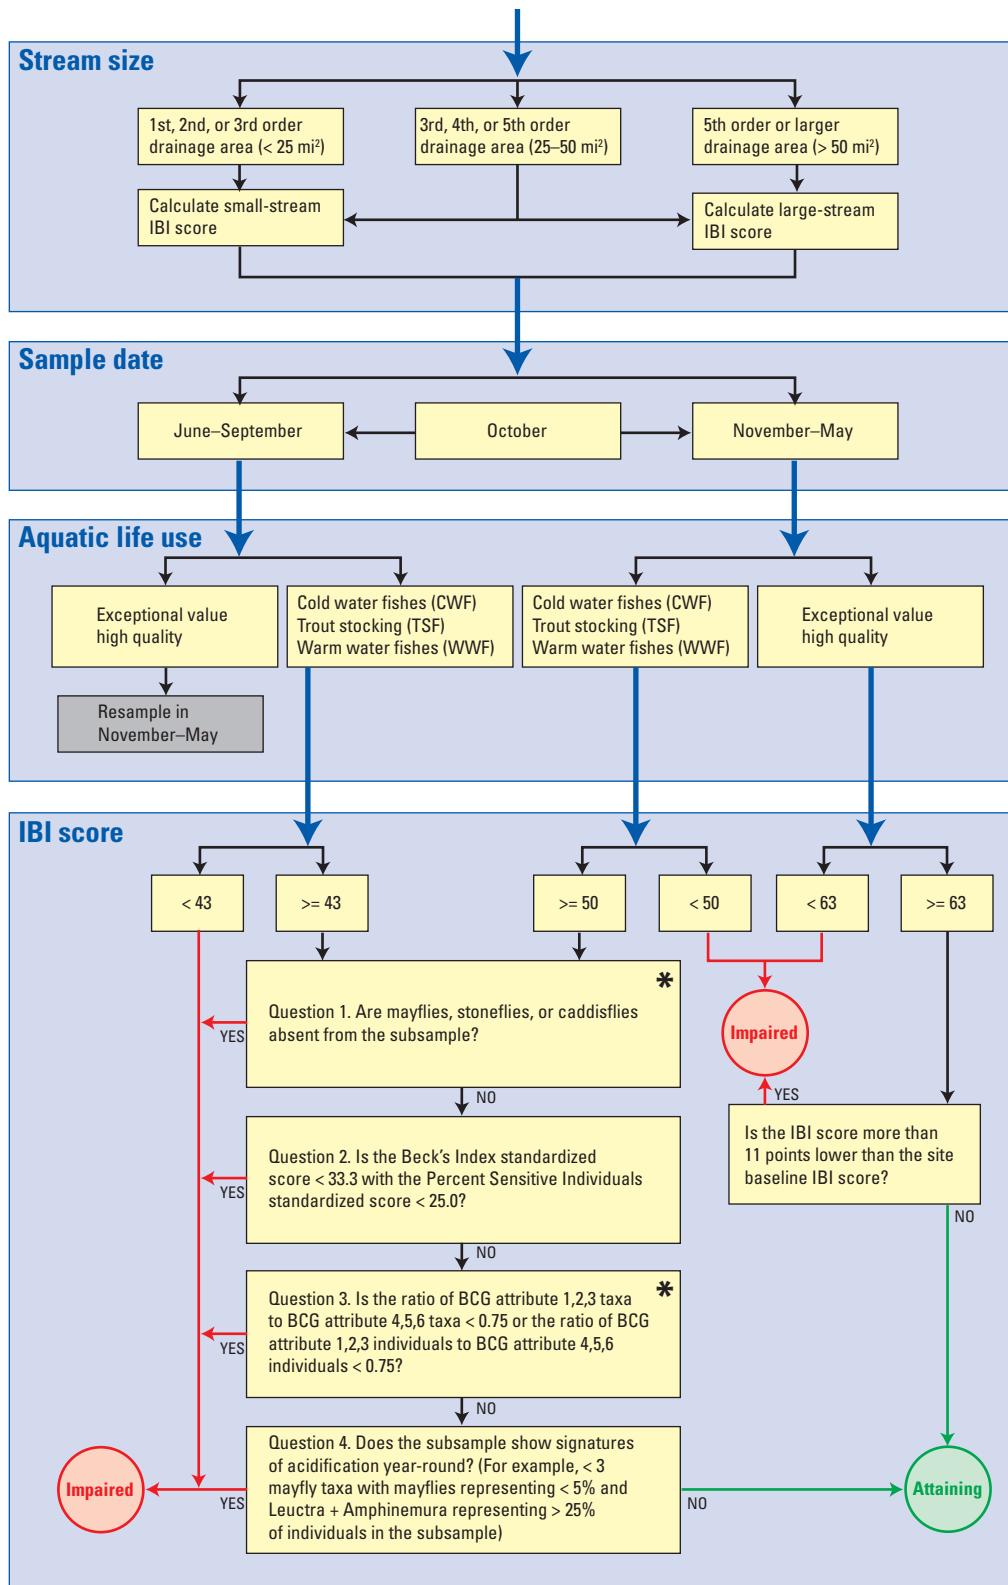 Stream size
1st, 2nd, or 3rd order
drainage area (< 25 mi²)
3rd, 4th, or 5th order
drainage area (25–50 mi²)
5th order or larger
drainage area (> 50 mi²)
Calculate small-stream
IBI score
Calculate large-stream
IBI score
Sample date
June–September
October
November–May
Aquatic life use
Exceptional value
high quality
Cold water fishes (CWF)
Trout stocking (TSF)
Warm water fishes (WWF)
Cold water fishes (CWF)
Trout stocking (TSF)
Warm water fishes (WWF)
Exceptional value
high quality
Resample in
November–May
IBI score
< 43
>= 43
>= 50
< 50
< 63
>= 63
*
Question 1. Are mayflies, stoneflies, or caddisflies
absent from the subsample?
YES
NO
Impaired
YES
Is the IBI score more than
11 points lower than the site
baseline IBI score?
NO
Question 2. Is the Beck's Index standardized
score < 33.3 with the Percent Sensitive Individuals
standardized score < 25.0?
YES
NO
*
Question 3. Is the ratio of BCG attribute 1,2,3 taxa
to BCG attribute 4,5,6 taxa < 0.75 or the ratio of BCG
attribute 1,2,3 individuals to BCG attribute 4,5,6
individuals < 0.75?
YES
NO
Question 4. Does the subsample show signatures
of acidification year-round? (For example, < 3
mayfly taxa with mayflies representing < 5% and
Leuctra + Amphinemura representing > 25%
of individuals in the subsample)
YES
NO
Impaired
Attaining